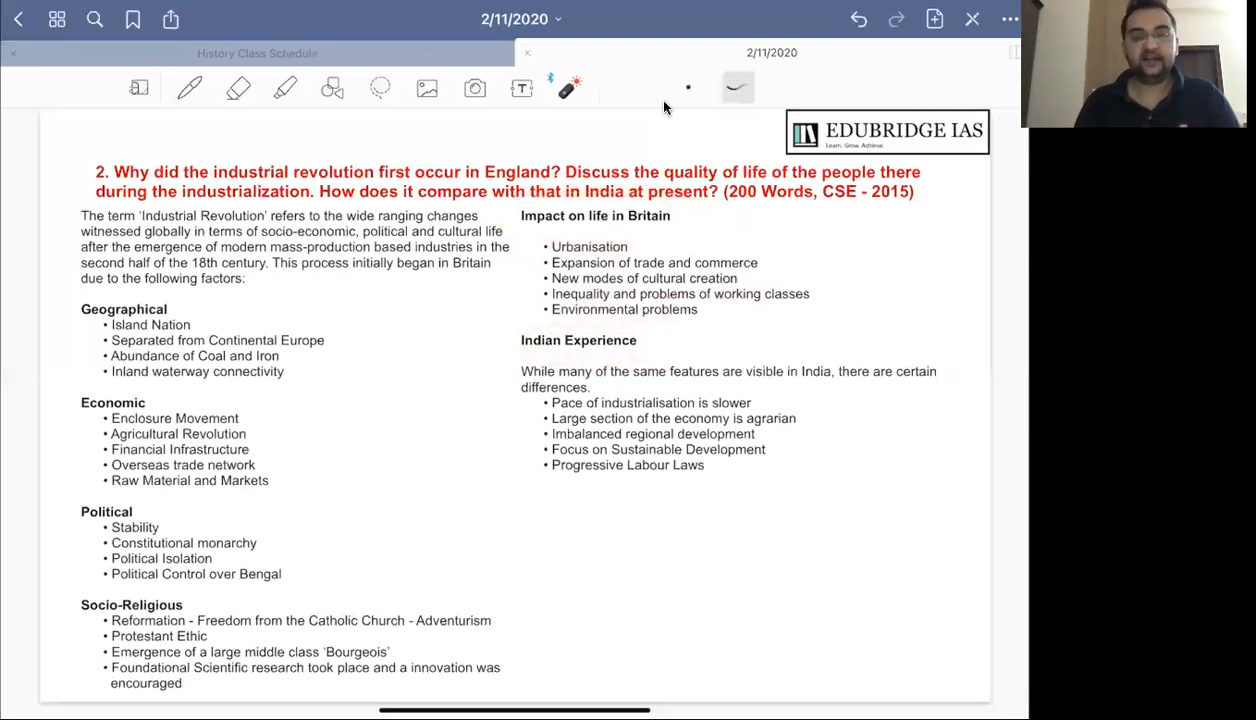 2/11/2020
History Class Schedule
2/11/2020
T
EDUBRIDGE IAS
Learn. Grow. Achieve.
2. Why did the industrial revolution first occur in England? Discuss the quality of life of the people there
during the industrialization. How does it compare with that in India at present? (200 Words, CSE - 2015)
The term ‘Industrial Revolution’ refers to the wide ranging changes
witnessed globally in terms of socio-economic, political and cultural life
after the emergence of modern mass-production based industries in the
second half of the 18th century. This process initially began in Britain
due to the following factors:
Geographical
• Island Nation
• Separated from Continental Europe
• Abundance of Coal and Iron
• Inland waterway connectivity
Economic
• Enclosure Movement
• Agricultural Revolution
• Financial Infrastructure
• Overseas trade network
• Raw Material and Markets
Political
• Stability
• Constitutional monarchy
• Political Isolation
• Political Control over Bengal
Socio-Religious
• Reformation - Freedom from the Catholic Church - Adventurism
• Protestant Ethic
• Emergence of a large middle class ‘Bourgeois’
• Foundational Scientific research took place and a innovation was
encouraged
Impact on life in Britain
• Urbanisation
• Expansion of trade and commerce
• New modes of cultural creation
• Inequality and problems of working classes
• Environmental problems
Indian Experience
While many of the same features are visible in India, there are certain
differences.
• Pace of industrialisation is slower
• Large section of the economy is agrarian
• Imbalanced regional development
• Focus on Sustainable Development
• Progressive Labour Laws